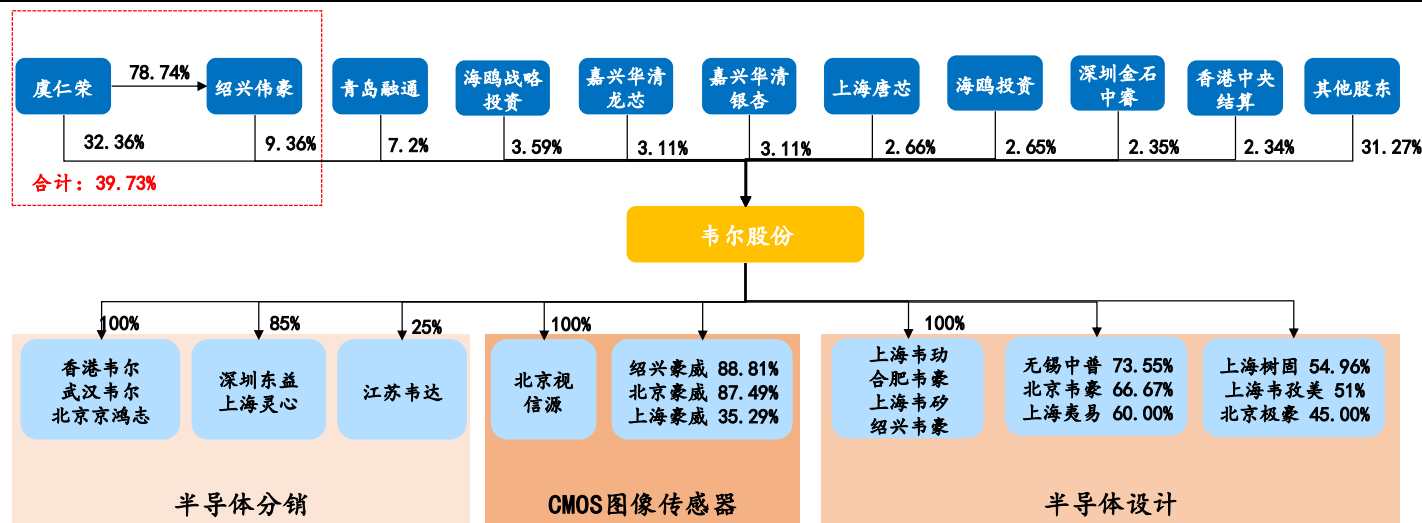 虞仁荣
78.74%
绍兴伟豪
青岛融通
海鸥战略
投资
嘉兴华清
龙芯
嘉兴华清
银杏
上海唐芯
海鸥投资
深圳金石
中睿
香港中央
结算
其他股东
32.36%
9.36%
7.2%
3.59%
3.11%
3.11%
2.66%
2.65%
2.35%
2.34%
31.27%
合计：39.73%
韦尔股份
100%
85%
25%
100%
100%
香港韦尔
武汉韦尔
北京京鸿志
深圳东益
上海灵心
江苏韦达
北京视
信源
绍兴豪威 88.81%
北京豪威 87.49%
上海豪威 35.29%
上海韦玏
合肥韦豪
上海韦矽
绍兴韦豪
无锡中普 73.55%
北京韦豪 66.67%
上海夷易 60.00%
上海树固 54.96%
上海韦孜美 51%
北京极豪 45.00%
半导体分销
CMOS图像传感器
半导体设计